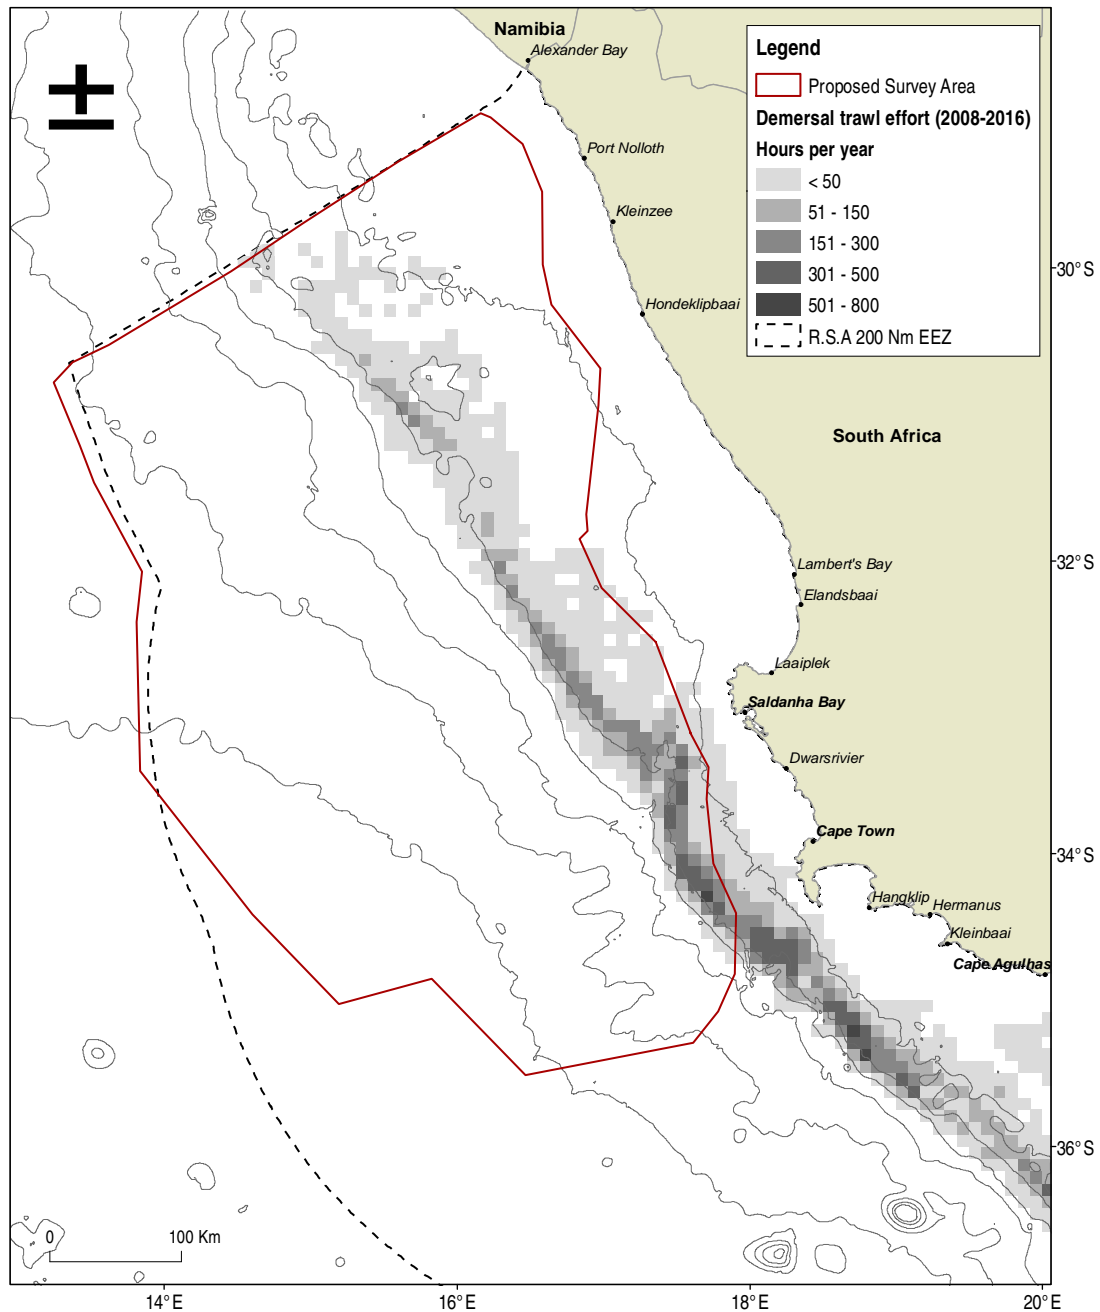 Namibia
Alexander Bay
Port Nolloth
Kleinzee
Hondeklipbaai
South Africa
Lambert's Bay
Elandsbaai
Laaiplek
Saldanha Bay
Dwarsrivier
Cape Town
Hangklip
Hermanus
Kleinbaai
Cape Agulhas
Legend
Proposed Survey Area
Demersal trawl effort (2008-2016)
Hours per year
< 50
51 - 150
151 - 300
301 - 500
501 - 800
R.S.A 200 Nm EEZ
30°S
32°S
34°S
36°S
0 100 Km
14°E 16°E 18°E 20°E